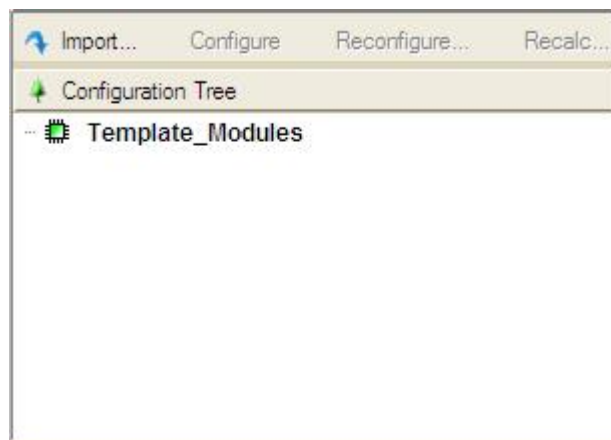 Import... Configure Reconfigure... Recalc...
Configuration Tree
Template_Modules